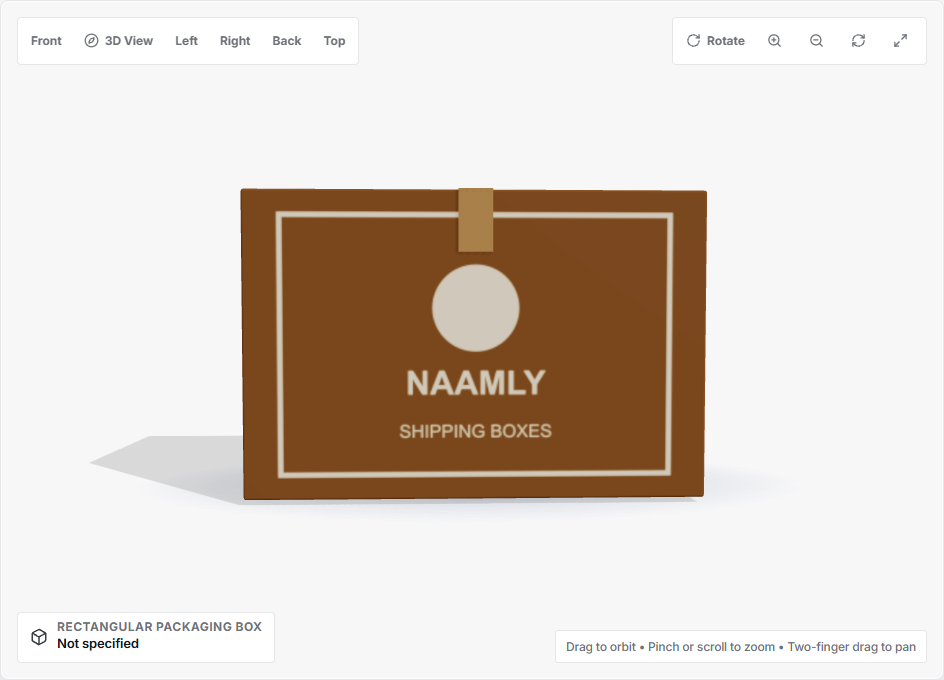 Front 3D View Left Right Back Top
Rotate
NAAMLY
SHIPPING BOXES
RECTANGULAR PACKAGING BOX
Not specified
Drag to orbit • Pinch or scroll to zoom • Two-finger drag to pan